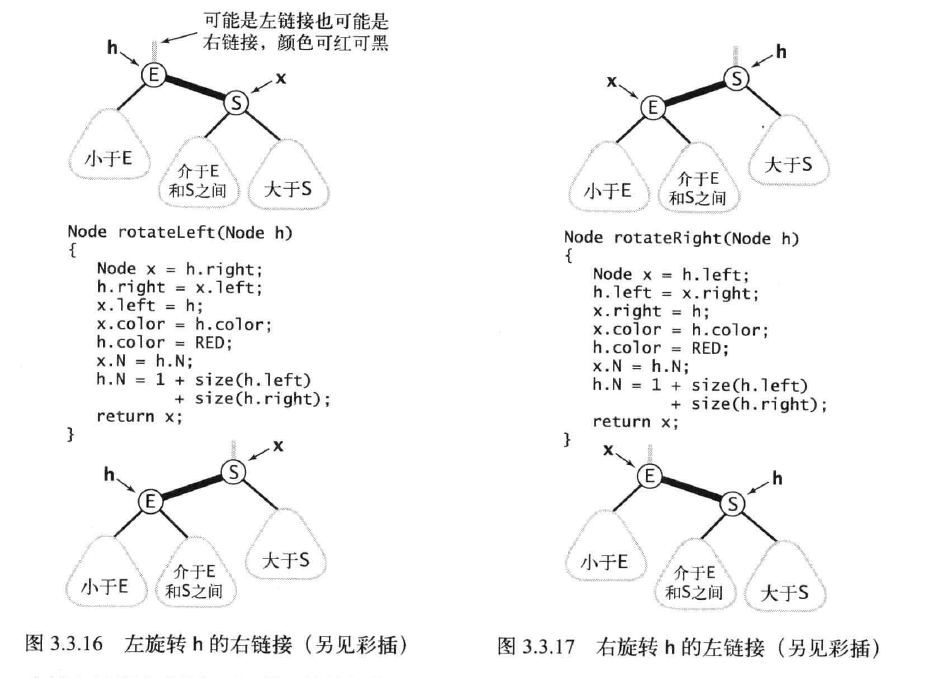 可能是左链接也可能是
右链接，颜色可红可黑
h
E
x
S
小于E
介于E
和S之间
大于S
Node rotateLeft(Node h)
{
Node x = h.right;
h.right = x.left;
x.left = h;
x.color = h.color;
h.color = RED;
x.N = h.N;
h.N = 1 + size(h.left)
+ size(h.right);
return x;
}
x
S
h
E
小于E
介于E
和S之间
大于S
图 3.3.16 左旋转 h 的右链接（另见彩插）
h
S
x
E
小于E
介于E
和S之间
大于S
Node rotateRight(Node h)
{
Node x = h.left;
h.left = x.right;
x.right = h;
x.color = h.color;
h.color = RED;
x.N = h.N;
h.N = 1 + size(h.left)
+ size(h.right);
return x;
}
x
E
h
S
小于E
介于E
和S之间
大于S
图 3.3.17 右旋转 h 的左链接（另见彩插）